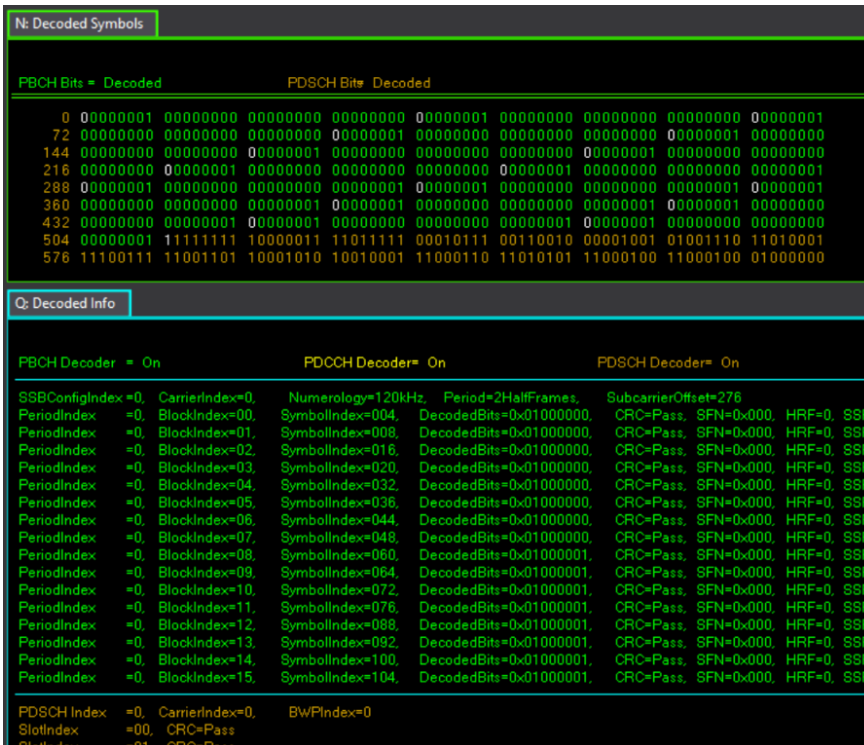 N: Decoded Symbols
PBCH Bits = Decoded PDSCH Bits= Decoded
0 00000001 00000000 00000000 00000000 00000001 00000000 00000000 00000000 00000001
72 00000000 00000000 00000000 00000001 00000000 00000000 00000000 00000001 00000000
144 00000000 00000000 00000001 00000000 00000000 00000000 00000001 00000000 00000000
216 00000000 00000001 00000000 00000000 00000000 00000001 00000000 00000000 00000001
288 00000001 00000000 00000000 00000001 00000001 00000000 00000000 00000001 00000001
360 00000000 00000000 00000001 00000001 00000000 00000000 00000001 00000001 00000000
432 00000000 00000001 00000001 00000000 00000000 00000001 00000001 00000000 00000000
504 00000001 11111111 10000011 11011111 00010111 00110010 00001001 01001110 11010001
576 11100111 11001101 10001010 10010001 11000110 11010101 11000100 11000100 01000000
Q: Decoded Info
PBCH Decoder = On PDCCH Decoder= On PDSCH Decoder= On
SSBConfigIndex =0, CarrierIndex=0, Numerology=120kHz, Period=2HalfFrames, SubcarrierOffset=276
PeriodIndex =0, BlockIndex=00, SymbolIndex=004, DecodedBits=0x01000000, CRC=Pass, SFN=0x000, HRF=0, SS
PeriodIndex =0, BlockIndex=01, SymbolIndex=008, DecodedBits=0x01000000, CRC=Pass, SFN=0x000, HRF=0, SS
PeriodIndex =0, BlockIndex=02, SymbolIndex=016, DecodedBits=0x01000000, CRC=Pass, SFN=0x000, HRF=0, SS
PeriodIndex =0, BlockIndex=03, SymbolIndex=020, DecodedBits=0x01000000, CRC=Pass, SFN=0x000, HRF=0, SS
PeriodIndex =0, BlockIndex=04, SymbolIndex=032, DecodedBits=0x01000000, CRC=Pass, SFN=0x000, HRF=0, SS
PeriodIndex =0, BlockIndex=05, SymbolIndex=036, DecodedBits=0x01000000, CRC=Pass, SFN=0x000, HRF=0, SS
PeriodIndex =0, BlockIndex=06, SymbolIndex=044, DecodedBits=0x01000000, CRC=Pass, SFN=0x000, HRF=0, SS
PeriodIndex =0, BlockIndex=07, SymbolIndex=048, DecodedBits=0x01000000, CRC=Pass, SFN=0x000, HRF=0, SS
PeriodIndex =0, BlockIndex=08, SymbolIndex=060, DecodedBits=0x01000001, CRC=Pass, SFN=0x000, HRF=0, SS
PeriodIndex =0, BlockIndex=09, SymbolIndex=064, DecodedBits=0x01000001, CRC=Pass, SFN=0x000, HRF=0, SS
PeriodIndex =0, BlockIndex=10, SymbolIndex=072, DecodedBits=0x01000001, CRC=Pass, SFN=0x000, HRF=0, SS
PeriodIndex =0, BlockIndex=11, SymbolIndex=076, DecodedBits=0x01000001, CRC=Pass, SFN=0x000, HRF=0, SS
PeriodIndex =0, BlockIndex=12, SymbolIndex=088, DecodedBits=0x01000001, CRC=Pass, SFN=0x000, HRF=0, SS
PeriodIndex =0, BlockIndex=13, SymbolIndex=092, DecodedBits=0x01000001, CRC=Pass, SFN=0x000, HRF=0, SS
PeriodIndex =0, BlockIndex=14, SymbolIndex=100, DecodedBits=0x01000001, CRC=Pass, SFN=0x000, HRF=0, SS
PeriodIndex =0, BlockIndex=15, SymbolIndex=104, DecodedBits=0x01000001, CRC=Pass, SFN=0x000, HRF=0, SS
PDSCH Index =0, CarrierIndex=0, BWPIndex=0
SlotIndex =00, CRC=Pass